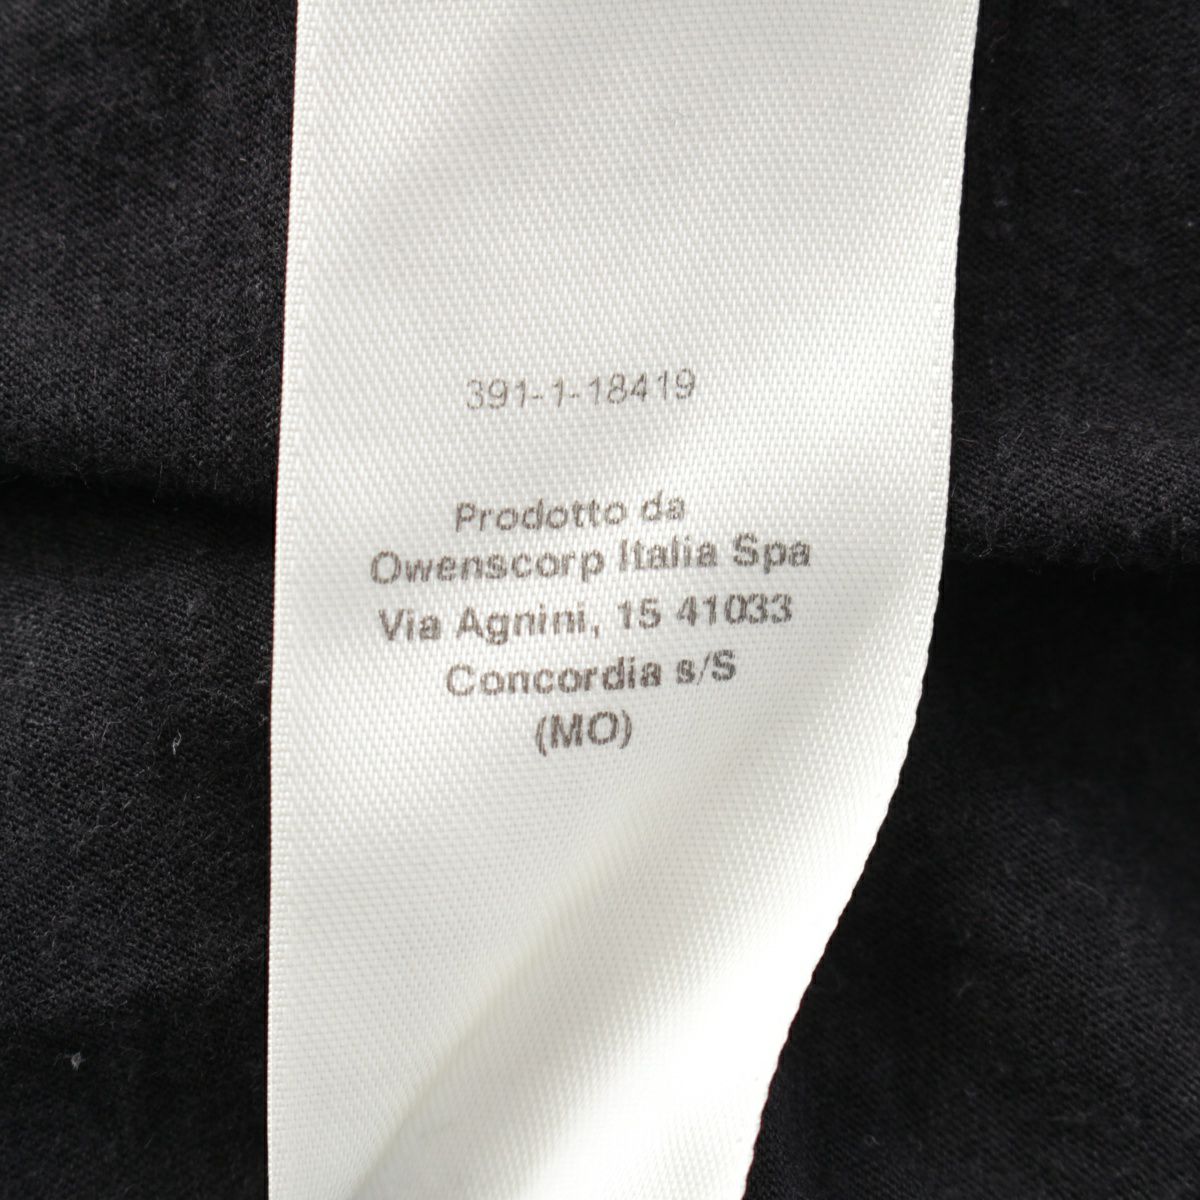 391-1-18419
Prodotto da
Owenscorp Italia Spa
Via Agnini, 15 41033
Concordia s/S
(MO)